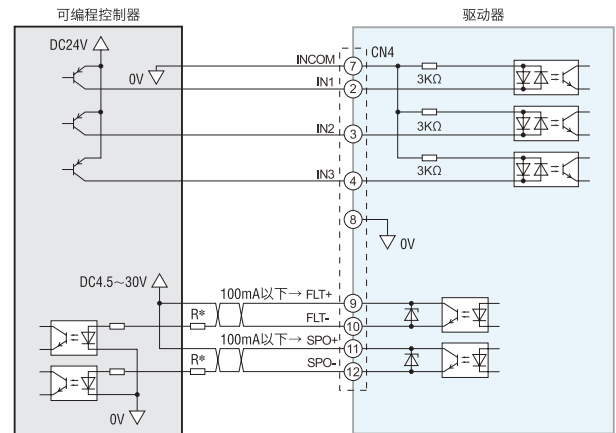 可编程控制器
驱动器
DC24V
0V
INCOM
CN4
7
3KΩ
IN1
2
IN2
3
3KΩ
IN3
4
3KΩ
8
0V
DC4.5~30V
100mA以下→ FLT+
9
R*
FLT-
10
100mA以下→ SPO+
11
R*
SPO-
12
0V